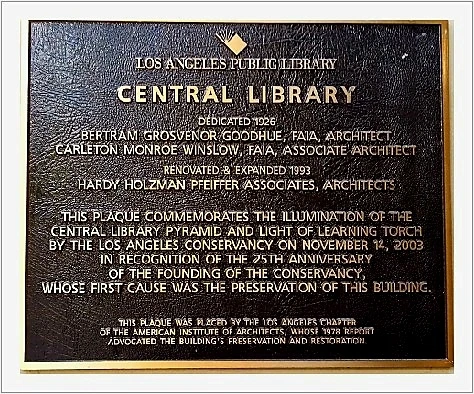 LOS ANGELES PUBLIC LIBRARY
CENTRAL LIBRARY
DEDICATED 1926
BERTRAM GROSVENOR GOODHUE, FAIA, ARCHITECT
CARLETON MONROE WINSLOW, FAIA, ASSOCIATE ARCHITECT
RENOVATED & EXPANDED 1993
HARDY HOLZMAN PFEIFFER ASSOCIATES, ARCHITECTS
THIS PLAQUE COMMEMORATES THE ILLUMINATION OF THE
CENTRAL LIBRARY PYRAMID AND LIGHT OF LEARNING TORCH
BY THE LOS ANGELES CONSERVANCY ON NOVEMBER 14, 2003
IN RECOGNITION OF THE 25TH ANNIVERSARY
OF THE FOUNDING OF THE CONSERVANCY,
WHOSE FIRST CAUSE WAS THE PRESERVATION OF THIS BUILDING.
THIS PLAQUE WAS PLACED BY THE LOS ANGELES CHAPTER
OF THE AMERICAN INSTITUTE OF ARCHITECTS, WHOSE 1978 REPORT
ADVOCATED THE BUILDING'S PRESERVATION AND RESTORATION.